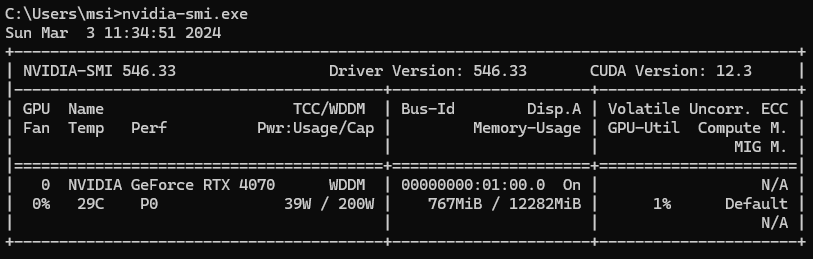 C:\Users\msi>nvidia-smi.exe
Sun Mar  3 11:34:51 2024
+---------------------------------------------------------------------------------------+
| NVIDIA-SMI 546.33                 Driver Version: 546.33       CUDA Version: 12.3     |
|-----------------------------------------+----------------------+----------------------+
| GPU  Name                     TCC/WDDM  | Bus-Id        Disp.A | Volatile Uncorr. ECC |
| Fan  Temp   Perf          Pwr:Usage/Cap |         Memory-Usage | GPU-Util  Compute M. |
|                                         |                      |               MIG M. |
|=========================================+======================+======================|
|   0  NVIDIA GeForce RTX 4070      WDDM  | 00000000:01:00.0  On |                  N/A |
|  0%   29C    P0              39W / 200W |    767MiB / 12282MiB |      1%      Default |
|                                         |                      |                  N/A |
+-----------------------------------------+----------------------+----------------------+